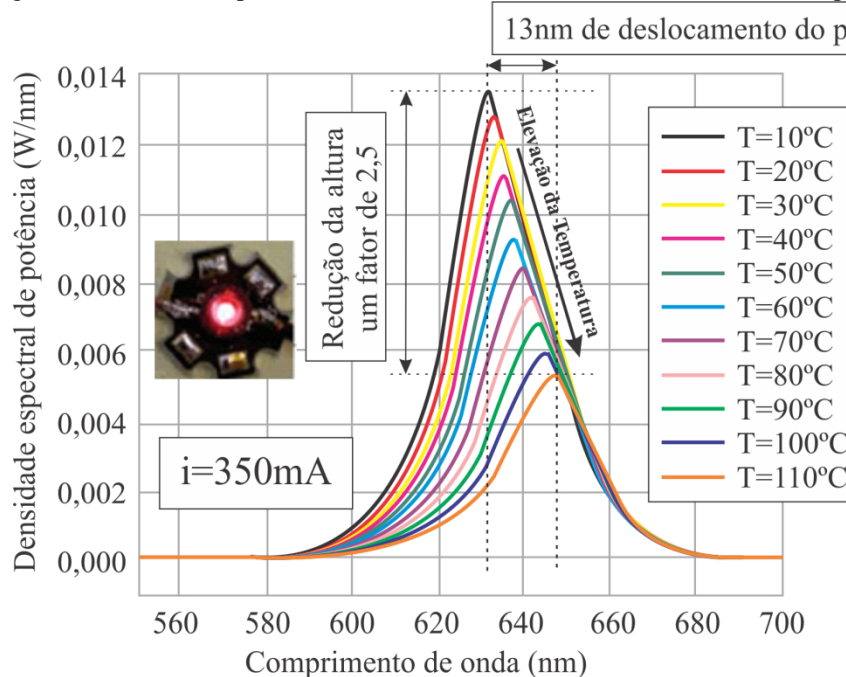 13nm de deslocamento do p
Densidade espectral de potência (W/nm)
0,014
0,012
0,010
0,008
0,006
0,004
0,002
0,000
Redução da altura
um fator de 2,5
Elevação da Temperatura
i=350mA
T=10ºC
T=20ºC
T=30ºC
T=40ºC
T=50ºC
T=60ºC
T=70ºC
T=80ºC
T=90ºC
T=100ºC
T=110ºC
560 580 600 620 640 660 680 700
Comprimento de onda (nm)